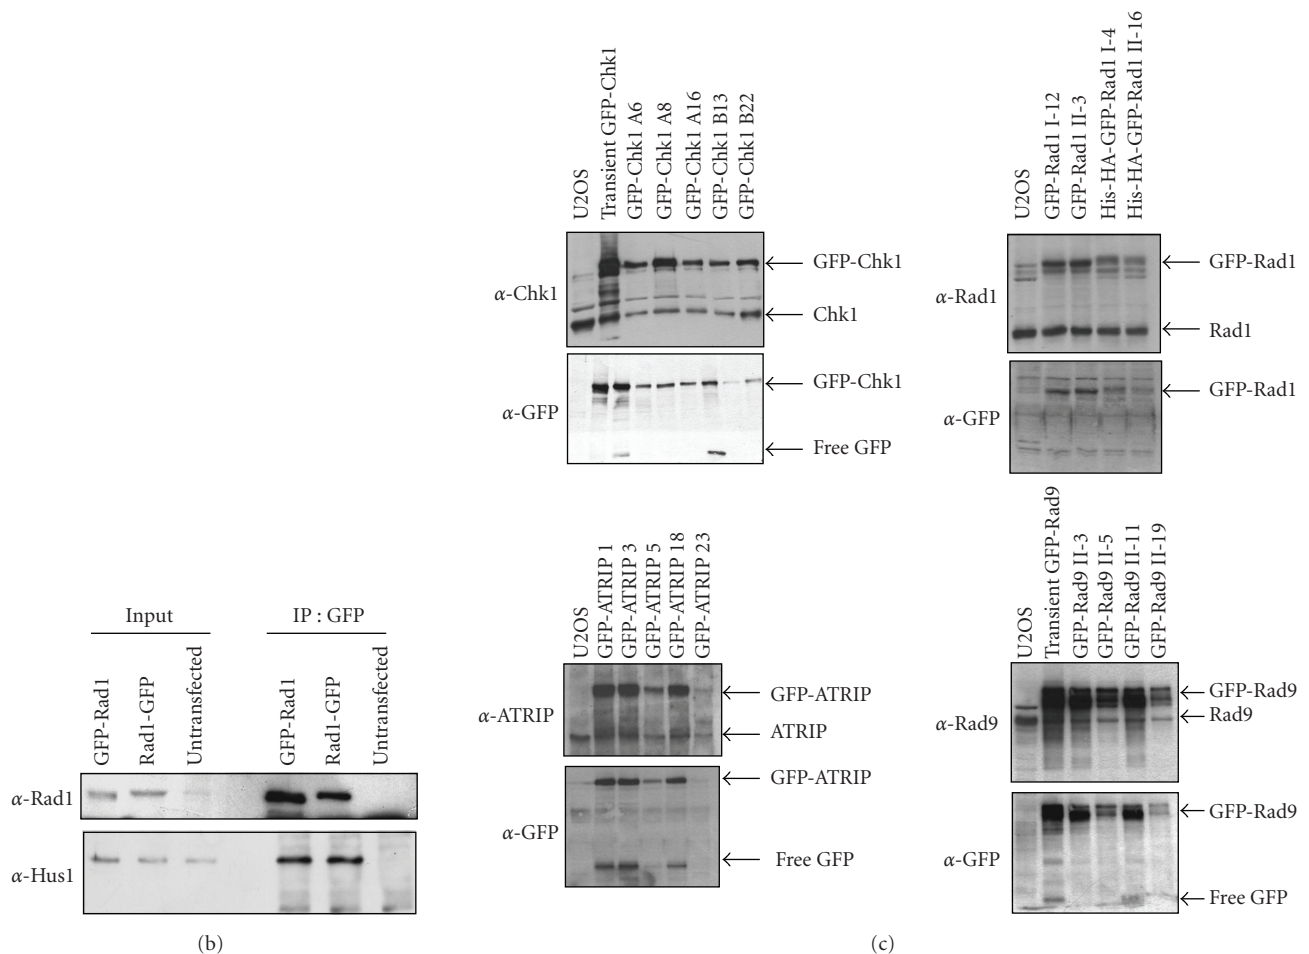 Input
IP : GFP
GFP-Rad1
Rad1-GFP
Untransfected
GFP-Rad1
Rad1-GFP
Untransfected
α-Rad1
α-Hus1
(b)
U2OS
Transient GFP-Chk1
GFP-Chk1 A6
GFP-Chk1 A8
GFP-Chk1 A16
GFP-Chk1 B13
GFP-Chk1 B22
α-Chk1
GFP-Chk1
Chk1
α-GFP
GFP-Chk1
Free GFP
U2OS
GFP-Rad1 I-12
GFP-Rad1 II-3
His-HA-GFP-Rad1 I-4
His-HA-GFP-Rad1 II-16
α-Rad1
GFP-Rad1
Rad1
α-GFP
GFP-Rad1
U2OS
GFP-ATRIP 1
GFP-ATRIP 3
GFP-ATRIP 5
GFP-ATRIP 18
GFP-ATRIP 23
α-ATRIP
GFP-ATRIP
ATRIP
α-GFP
GFP-ATRIP
Free GFP
U2OS
Transient GFP-Rad9
GFP-Rad9 II-3
GFP-Rad9 II-5
GFP-Rad9 II-11
GFP-Rad9 II-19
α-Rad9
GFP-Rad9
Rad9
α-GFP
GFP-Rad9
Free GFP
(c)